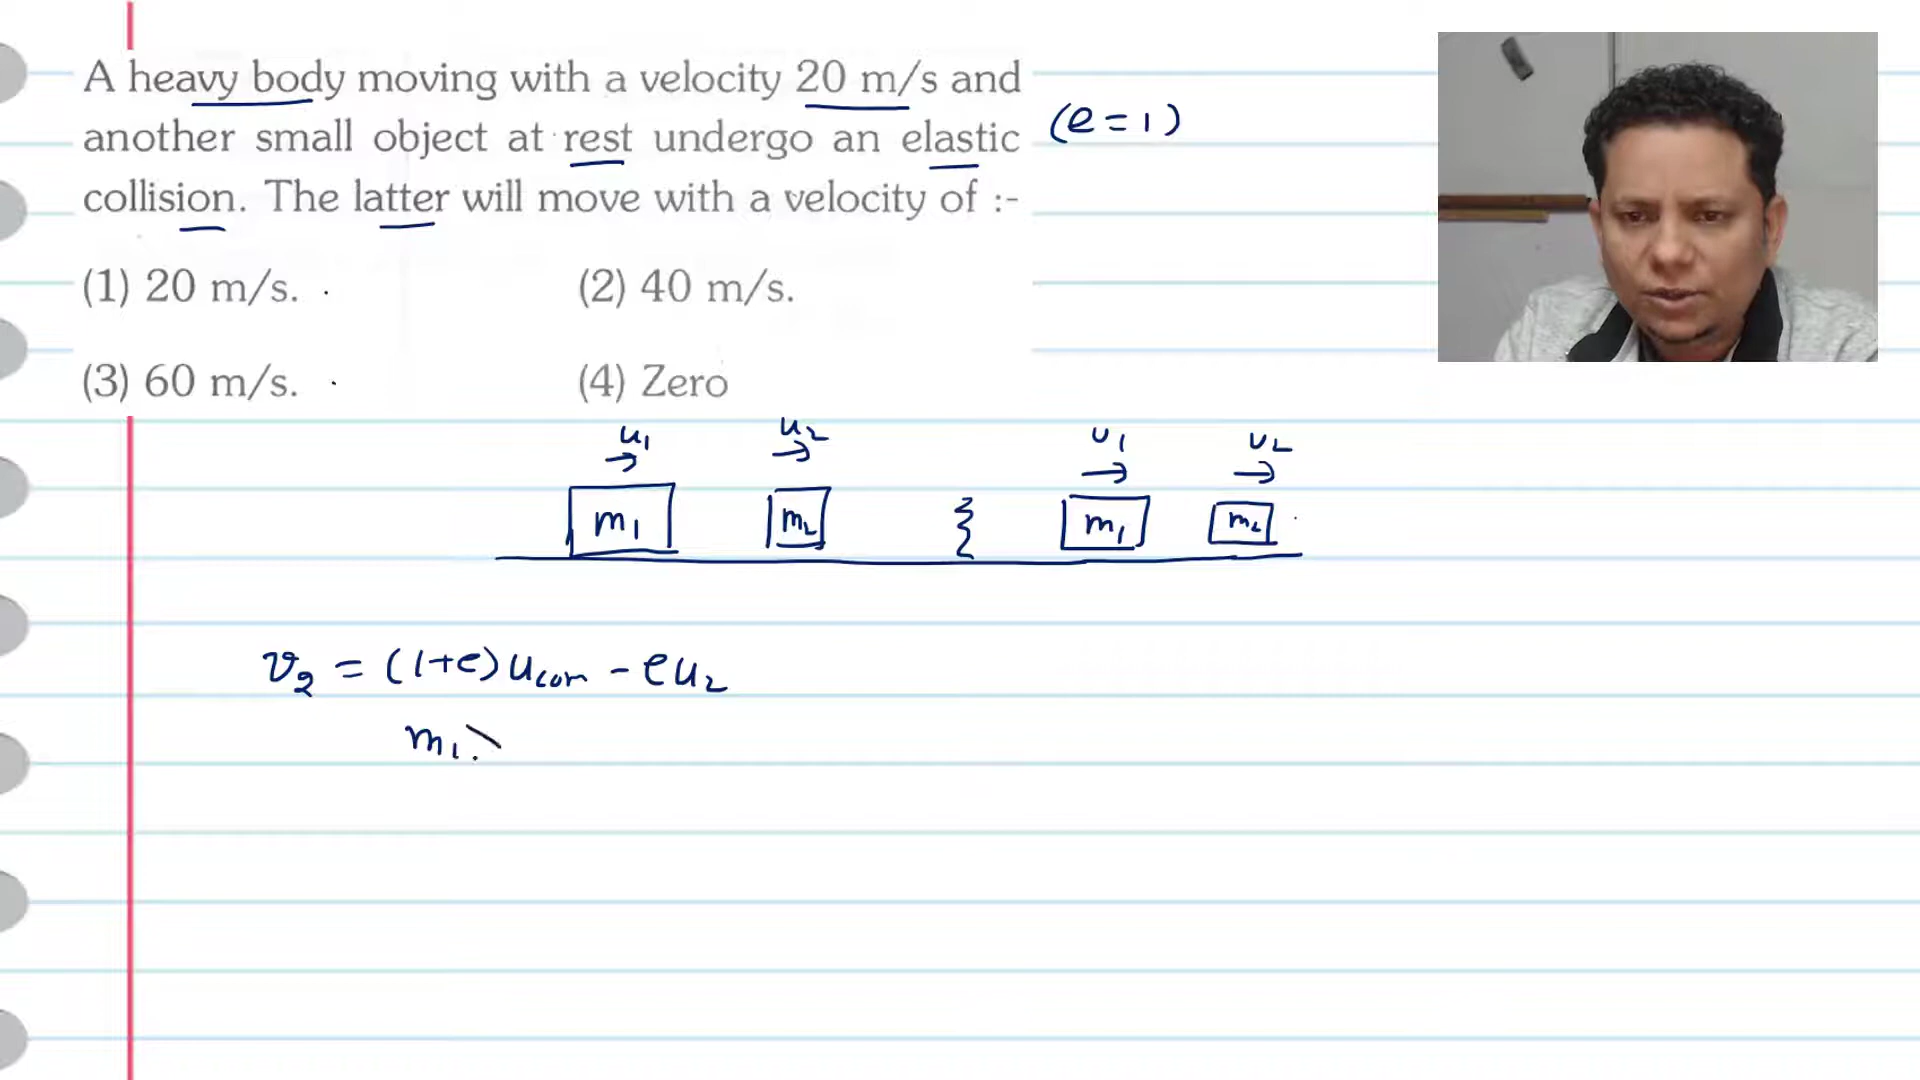 A heavy body moving with a velocity 20 m/s and
another small object at rest undergo an elastic (e=1)
collision. The latter will move with a velocity of :-
(1) 20 m/s. (2) 40 m/s.
(3) 60 m/s. (4) Zero
u₁ u₂ v₁ v₂
m₁ m₂ m₁ m₂
v₂ = (1+e)u_com - eu₂
m₁